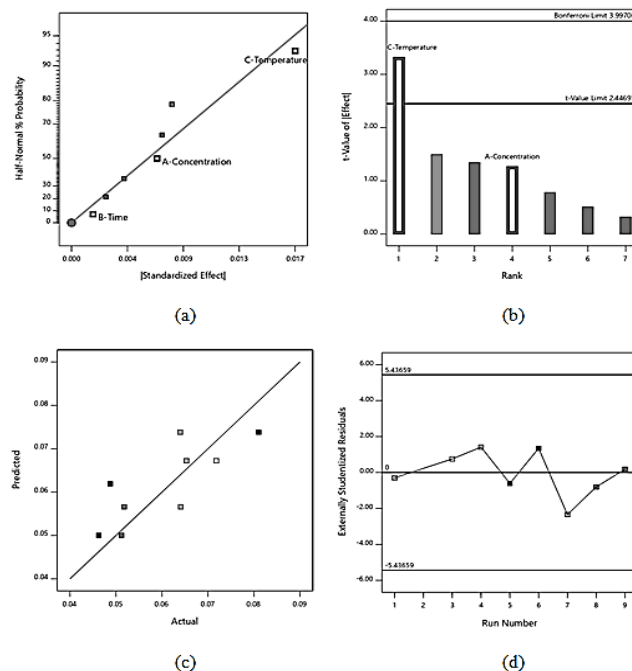 95
90
80
70
50
30
20
10
0
Half-Normal % Probability
C-Temperature
A-Concentration
B-Time
0.000
0.004
0.009
0.013
0.017
|Standardized Effect|
(a)
4.00
3.00
2.00
1.00
0.00
t-Value of |Effect|
Bonferroni Limit 3.9970
C-Temperature
t-Value Limit 2.4469
A-Concentration
1 2 3 4 5 6 7
Rank
(b)
0.09
0.08
0.07
0.06
0.05
0.04
Predicted
0.04 0.05 0.06 0.07 0.08 0.09
Actual
(c)
6.00
4.00
2.00
0.00
-2.00
-4.00
-6.00
Externally Studentized Residuals
5.43659
0
-5.43659
1 2 3 4 5 6 7 8 9
Run Number
(d)